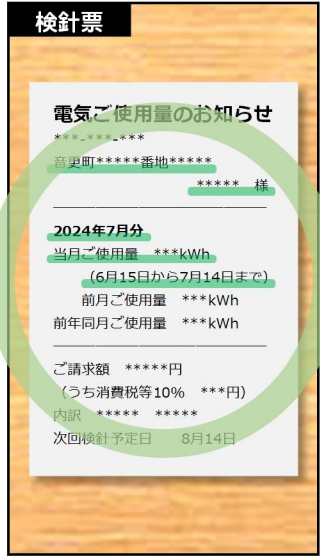 検針票
電気ご使用量のお知らせ
***-***-***
音更町*****番地*****
***** 様
2024年7月分
当月ご使用量 ***kWh
（6月15日から7月14日まで）
前月ご使用量 ***kWh
前年同月ご使用量 ***kWh
ご請求額 *****円
（うち消費税等10% ***円）
内訳 ***** *****
次回検針予定日 8月14日